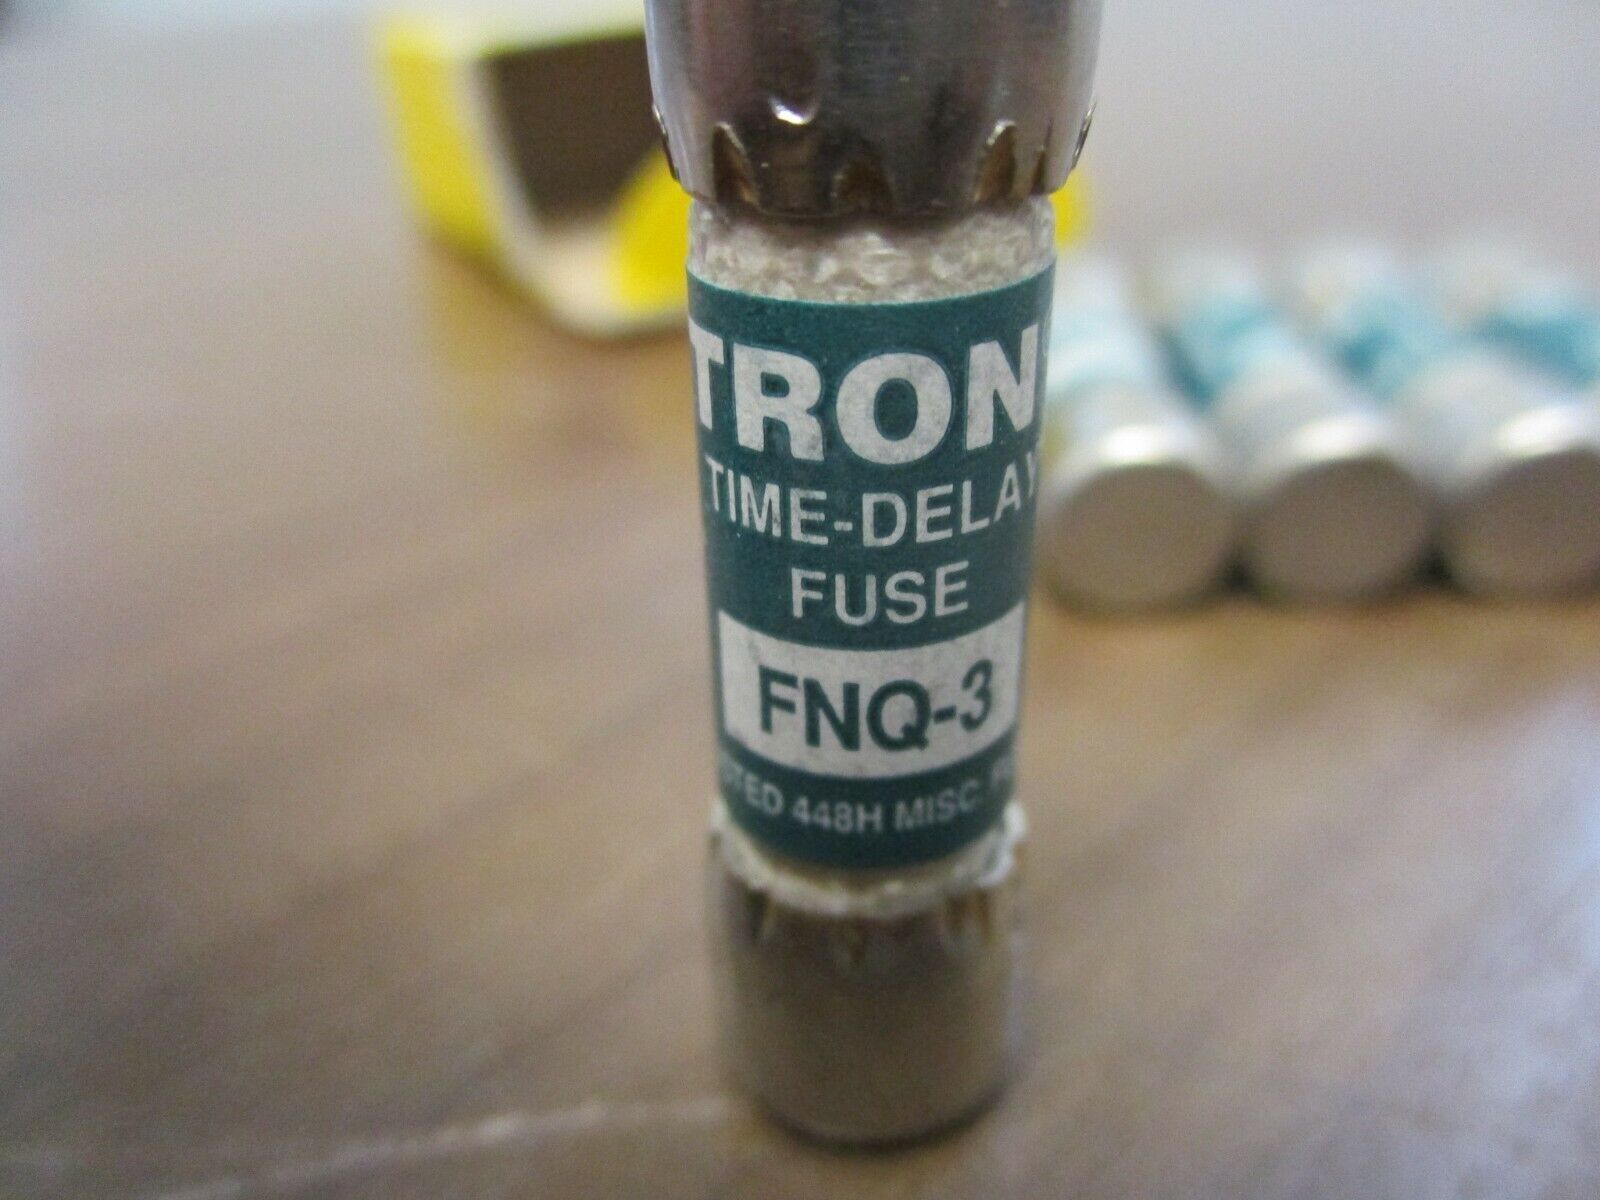 TRON
TIME-DELAY
FUSE
FNQ-3
448H MISC.